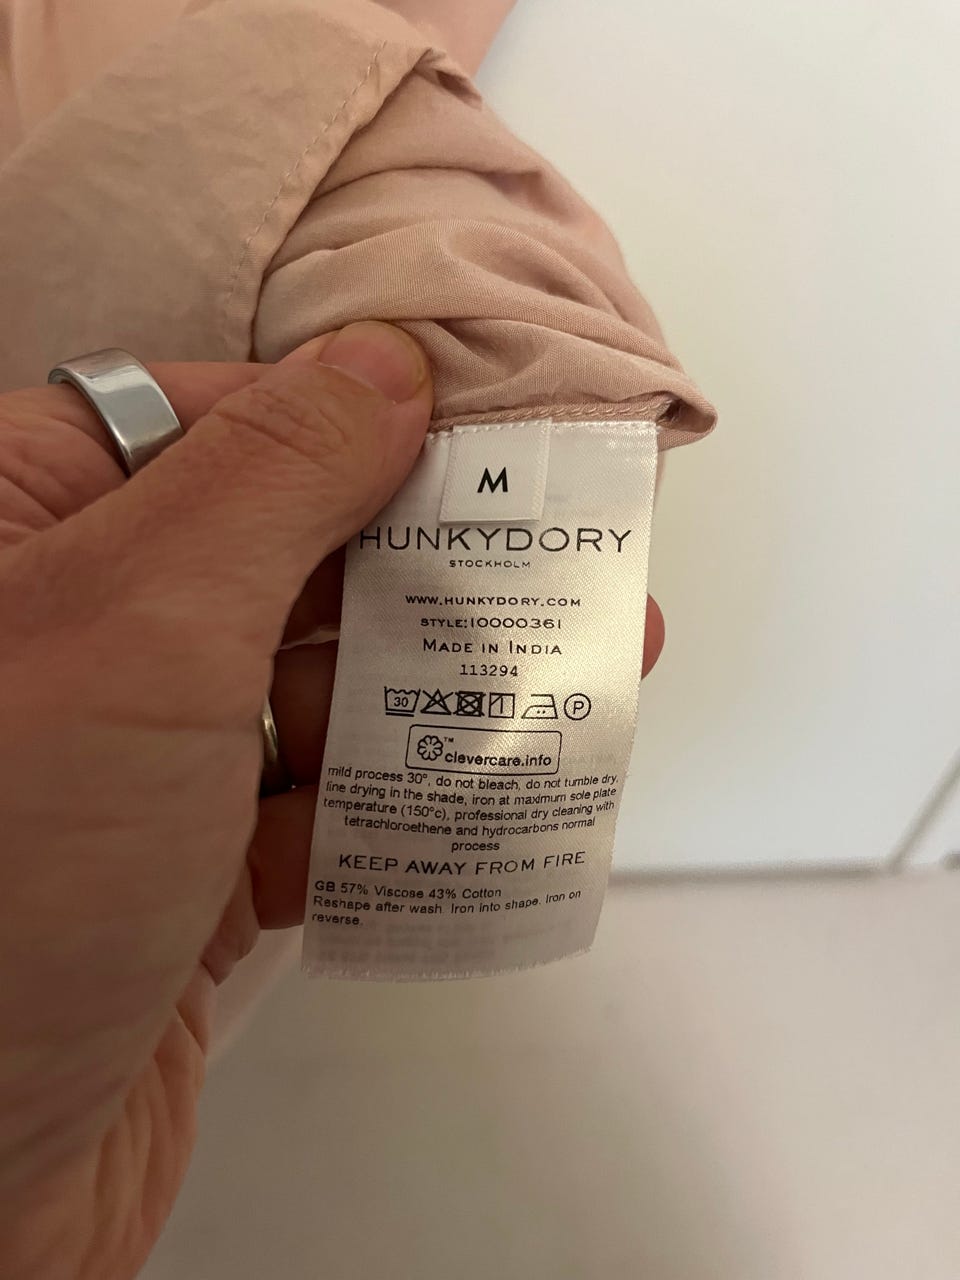 M
HUNKYDORY
STOCKHOLM
WWW.HUNKYDORY.COM
STYLE:10000361
MADE IN INDIA
113294
30 P
™
clevercare.info
mild process 30°, do not bleach, do not tumble dry,
line drying in the shade, iron at maximum sole plate
temperature (150°c), professional dry cleaning with
tetrachloroethene and hydrocarbons normal
process
KEEP AWAY FROM FIRE
GB 57% Viscose 43% Cotton
Reshape after wash. Iron into shape. Iron on
reverse.